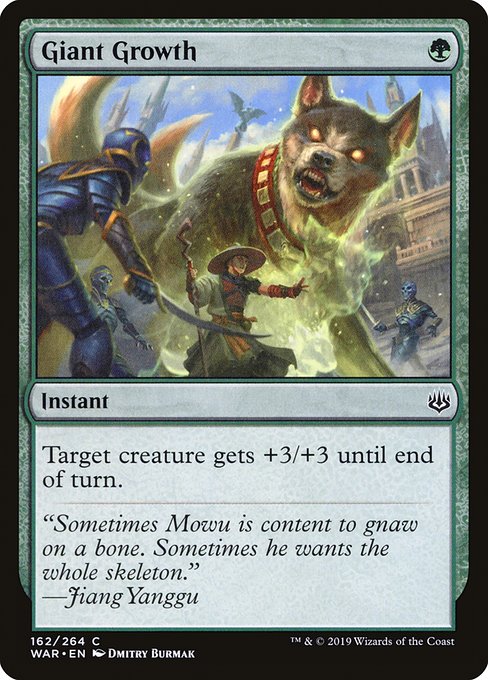 Giant Growth
Instant
Target creature gets +3/+3 until end
of turn.
“Sometimes Mowu is content to gnaw
on a bone. Sometimes he wants the
whole skeleton.”
—Jiang Yanggu
162/264 C
WAR • EN Dmitry Burmak
™ & © 2019 Wizards of the Coast